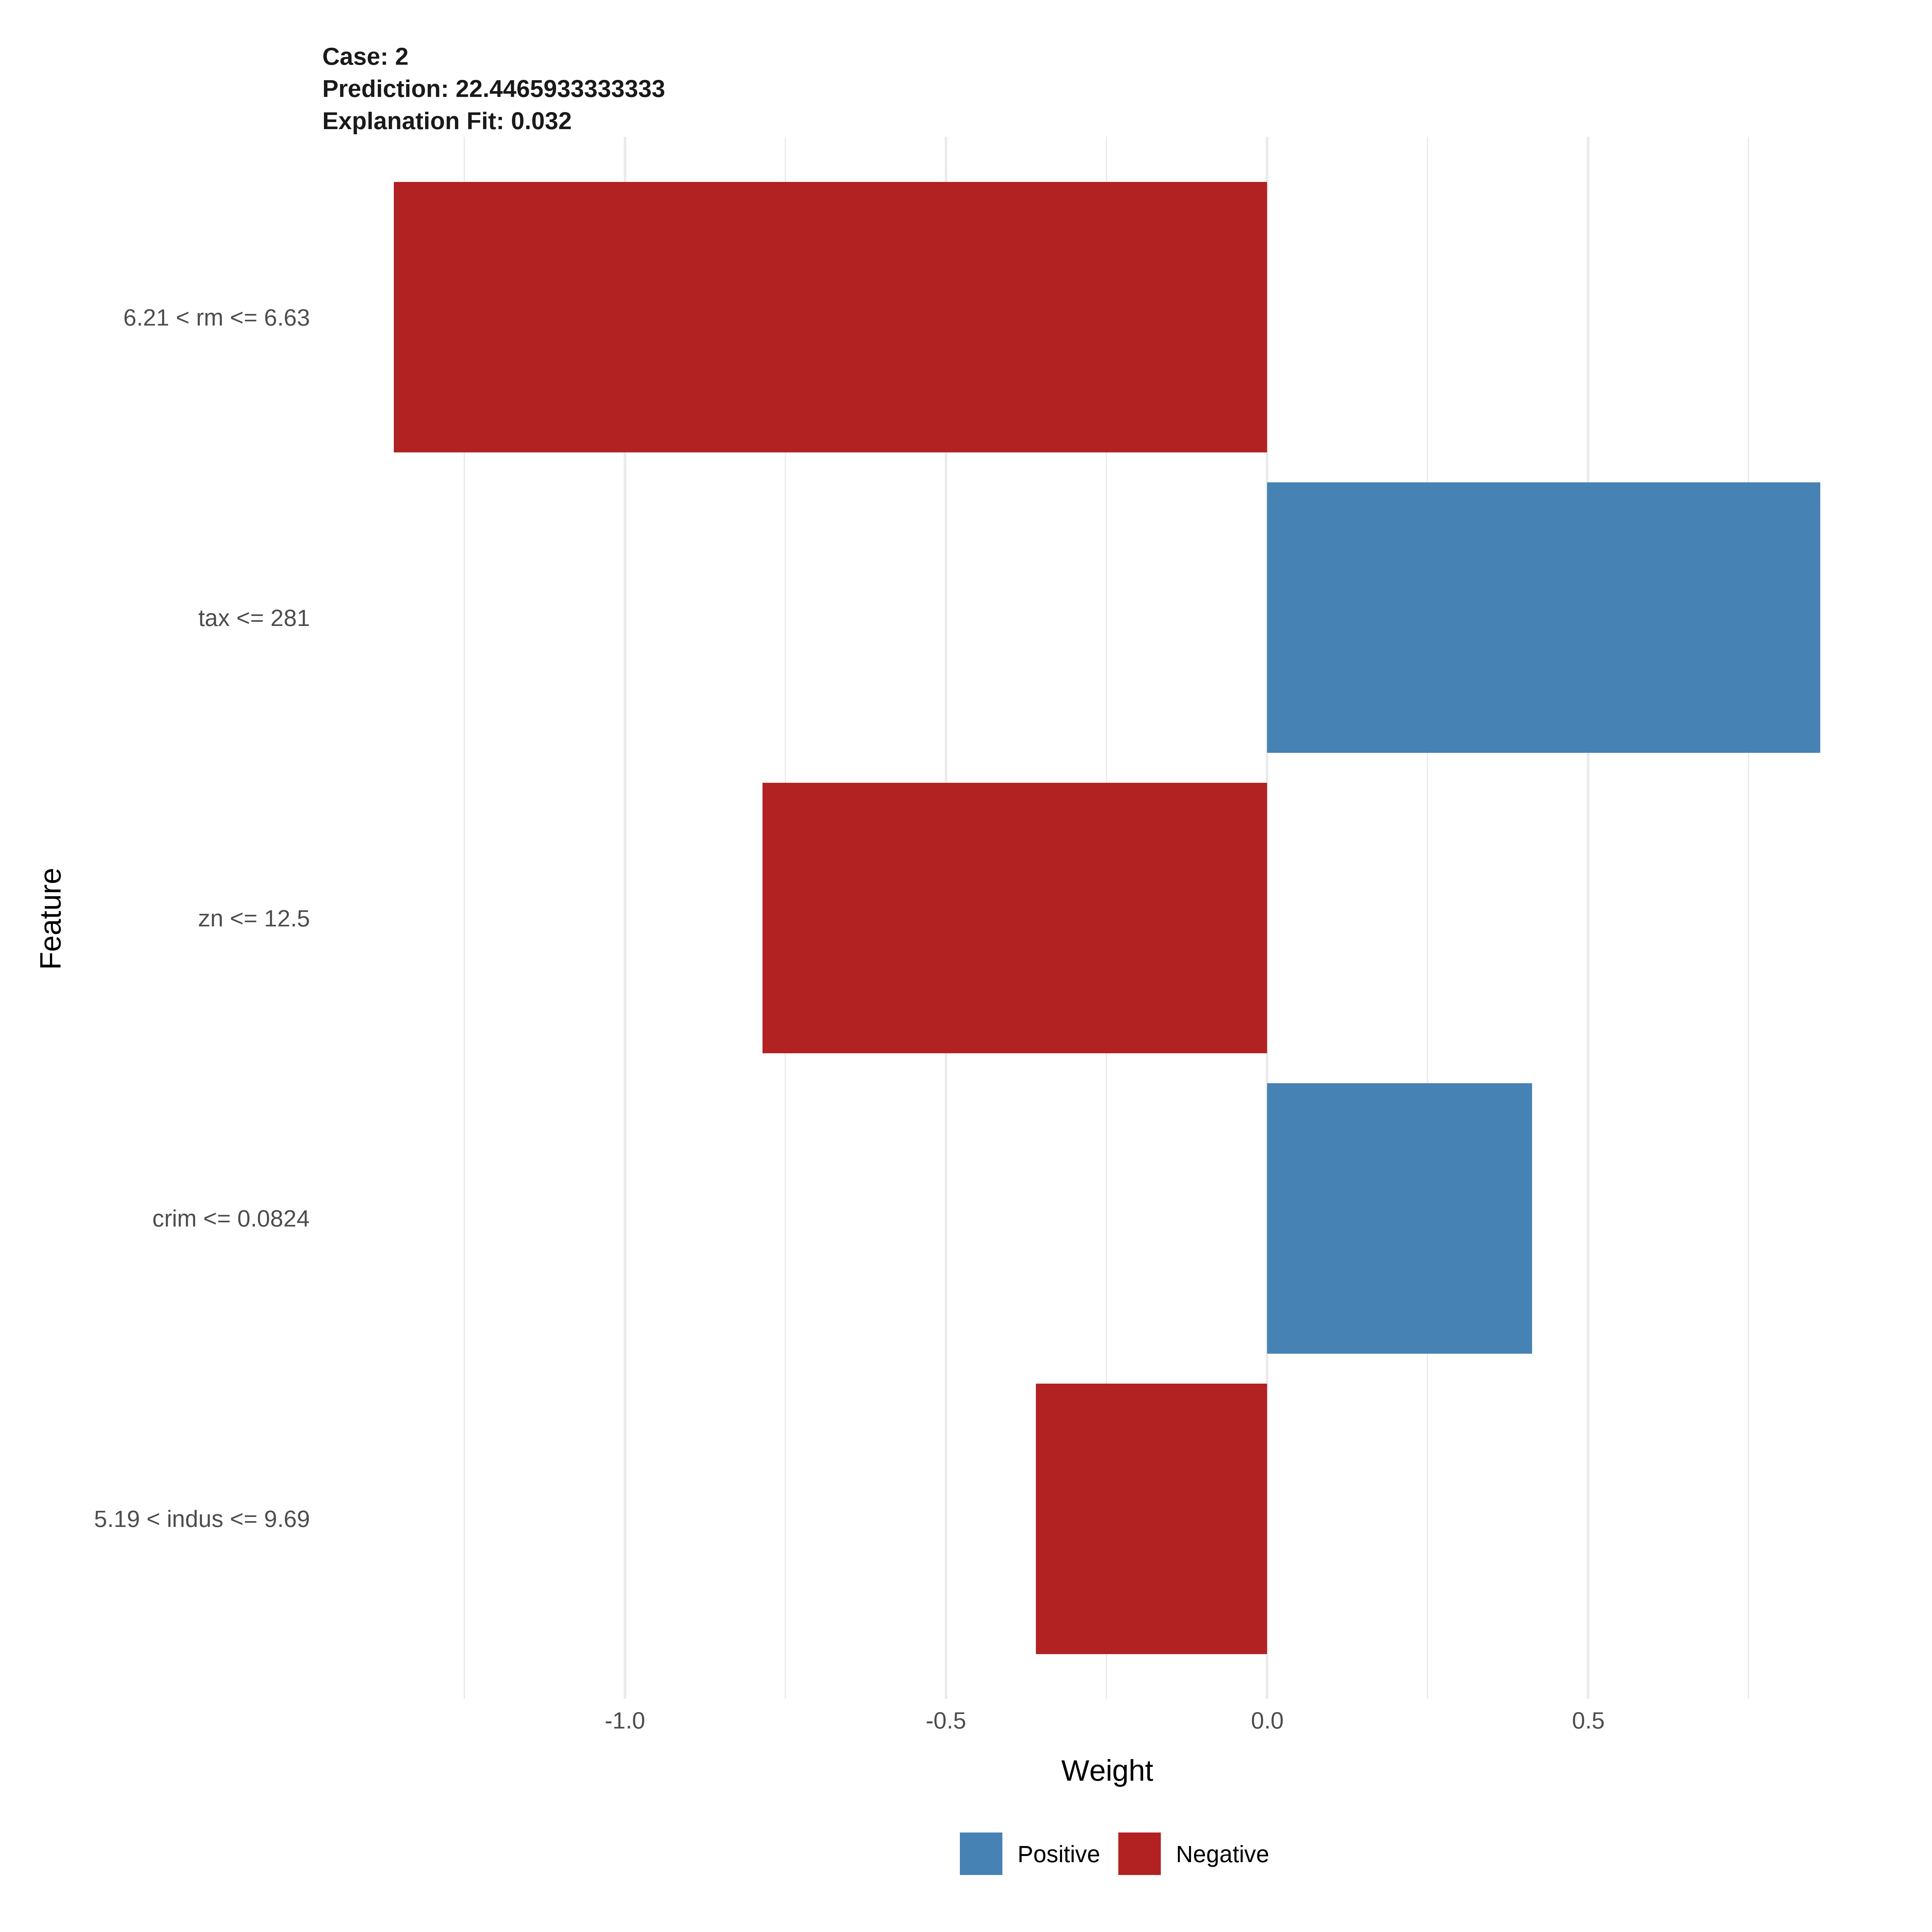 Case: 2
Prediction: 22.4465933333333
Explanation Fit: 0.032
6.21 < rm <= 6.63
tax <= 281
zn <= 12.5
crim <= 0.0824
5.19 < indus <= 9.69
Feature
-1.0
-0.5
0.0
0.5
Weight
Positive
Negative